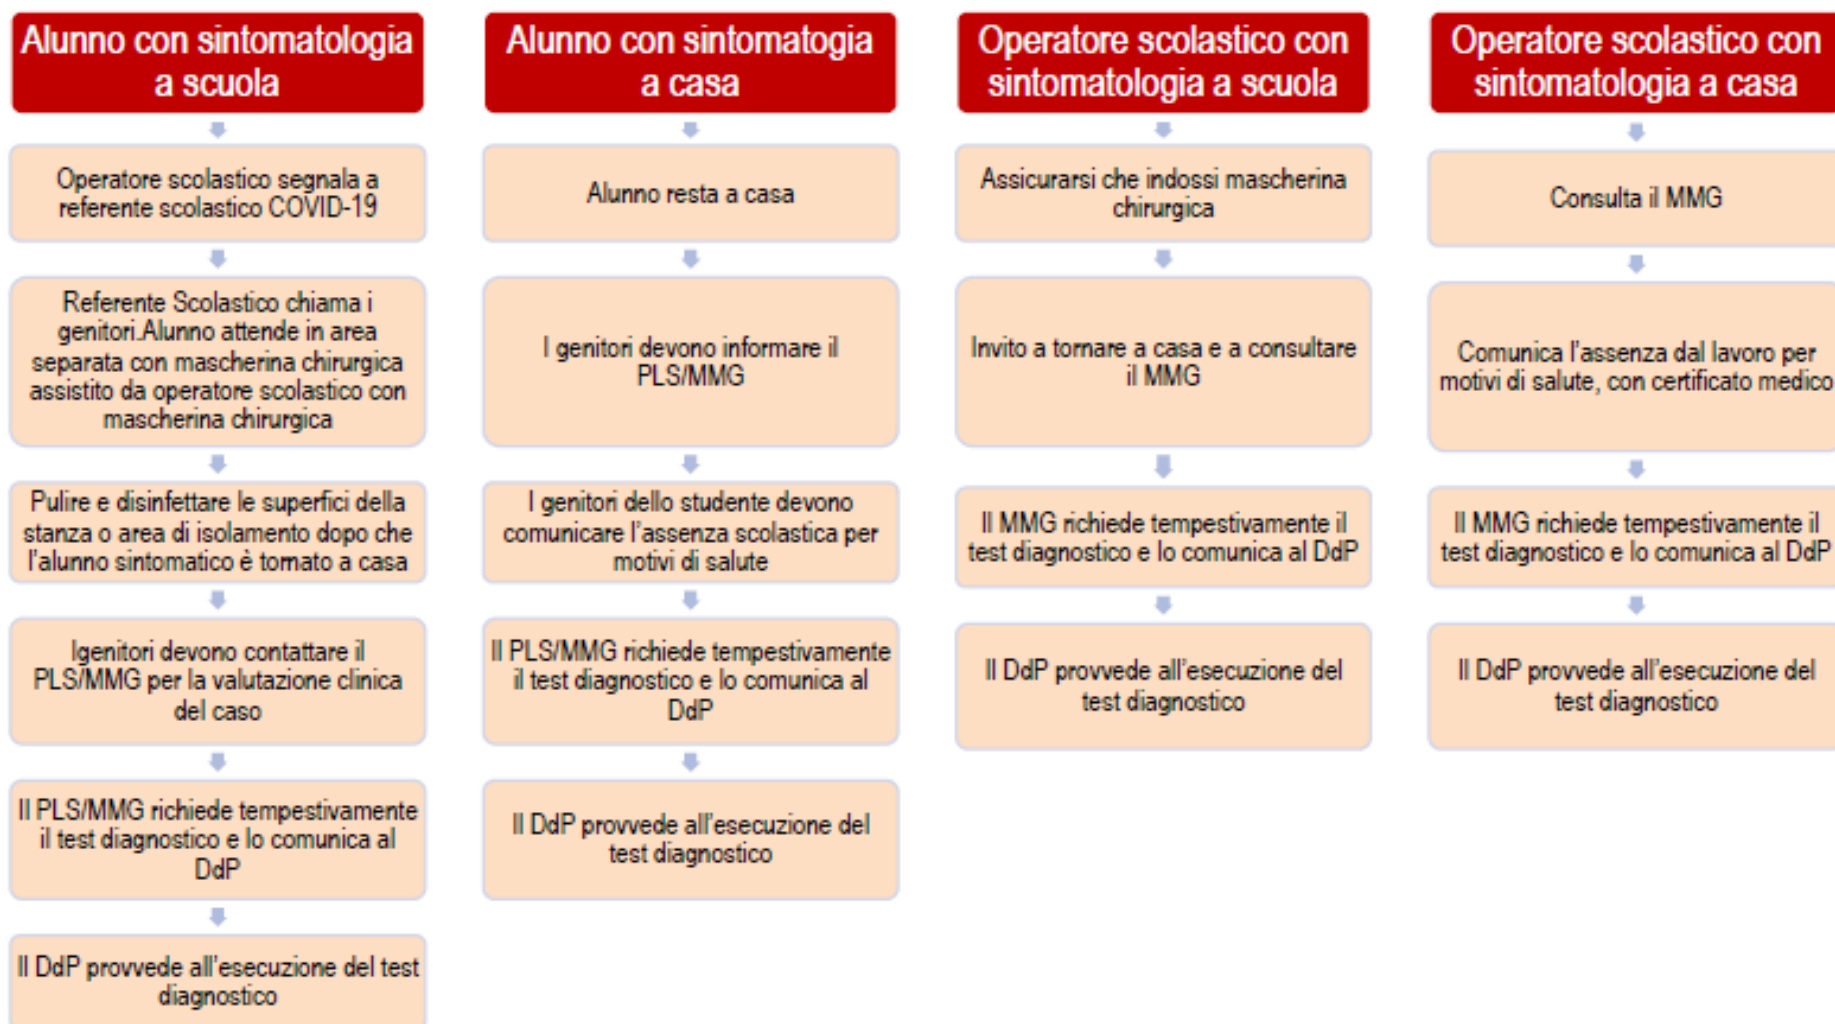 Alunno con sintomatologia
a scuola
Operatore scolastico segnala a
referente scolastico COVID-19
Referente Scolastico chiama i
genitori.Alunno attende in area
separata con mascherina chirurgica
assistito da operatore scolastico con
mascherina chirurgica
Pulire e disinfettare le superfici della
stanza o area di isolamento dopo che
l'alunno sintomatico è tornato a casa
Igenitori devono contattare il
PLS/MMG per la valutazione clinica
del caso
Il PLS/MMG richiede tempestivamente
il test diagnostico e lo comunica al
DdP
Il DdP provvede all'esecuzione del test
diagnostico
Alunno con sintomatogia
a casa
Alunno resta a casa
I genitori devono informare il
PLS/MMG
I genitori dello studente devono
comunicare l'assenza scolastica per
motivi di salute
Il PLS/MMG richiede tempestivamente
il test diagnostico e lo comunica al
DdP
Il DdP provvede all'esecuzione del
test diagnostico
Operatore scolastico con
sintomatologia a scuola
Assicurarsi che indossi mascherina
chirurgica
Invito a tornare a casa e a consultare
il MMG
Il MMG richiede tempestivamente il
test diagnostico e lo comunica al DdP
Il DdP provvede all'esecuzione del
test diagnostico
Operatore scolastico con
sintomatologia a casa
Consulta il MMG
Comunica l'assenza dal lavoro per
motivi di salute, con certificato medico
Il MMG richiede tempestivamente il
test diagnostico e lo comunica al DdP
Il DdP provvede all'esecuzione del
test diagnostico